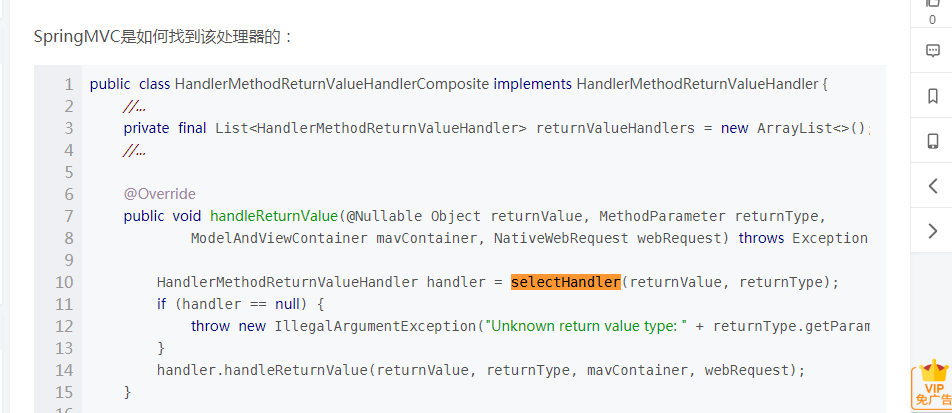 SpringMVC是如何找到该处理器的：
0
1 public class HandlerMethodReturnValueHandlerComposite implements HandlerMethodReturnValueHandler {
2 //...
3 private final List<HandlerMethodReturnValueHandler> returnValueHandlers = new ArrayList<>();
4 //...
5
6 @Override
7 public void handleReturnValue(@Nullable Object returnValue, MethodParameter returnType,
8 ModelAndViewContainer mavContainer, NativeWebRequest webRequest) throws Exception
9
10 HandlerMethodReturnValueHandler handler = selectHandler(returnValue, returnType);
11 if (handler == null) {
12 throw new IllegalArgumentException("Unknown return value type: " + returnType.getParam
13 }
14 handler.handleReturnValue(returnValue, returnType, mavContainer, webRequest);
15 }
VIP
免广告